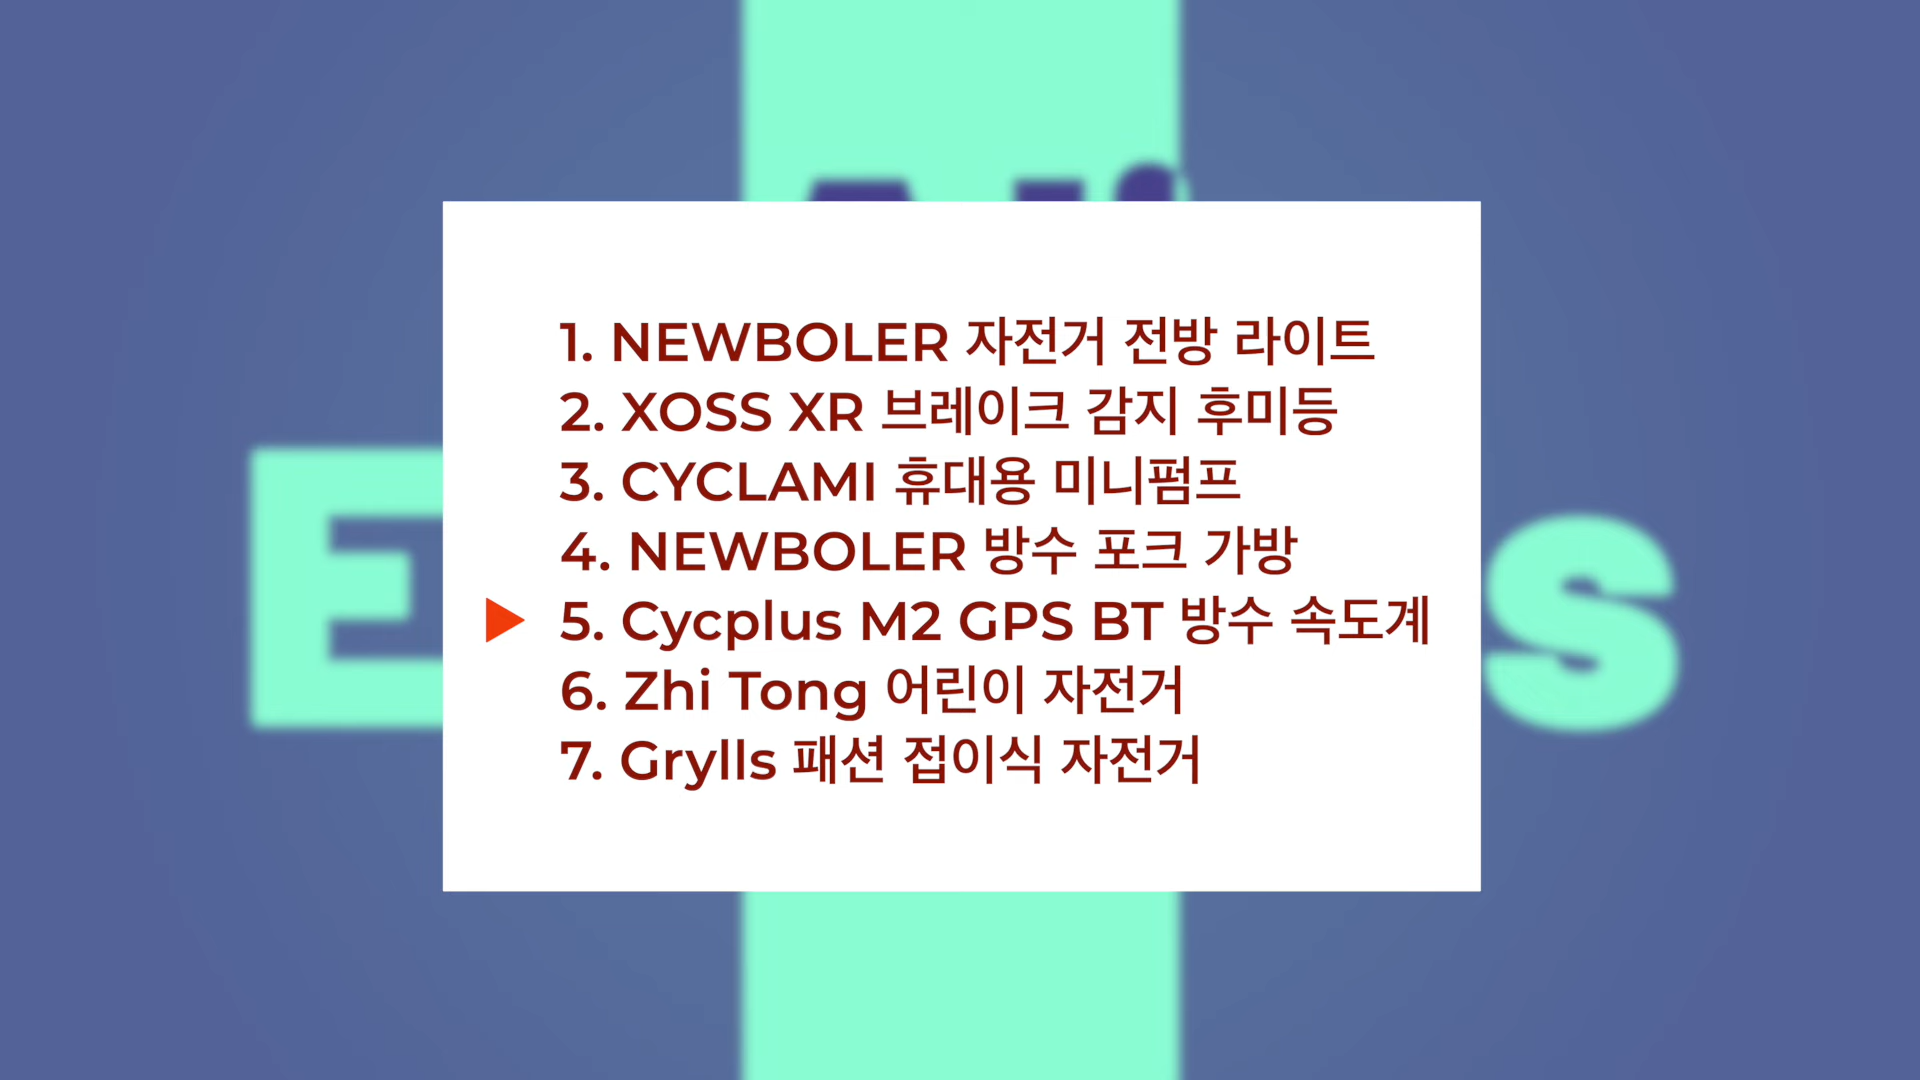 1. NEWBOLER 자전거 전방 라이트
2. XOSS XR 브레이크 감지 후미등
3. CYCLAMI 휴대용 미니펌프
4. NEWBOLER 방수 포크 가방
5. Cycplus M2 GPS BT 방수 속도계
6. Zhi Tong 어린이 자전거
7. Grylls 패션 접이식 자전거